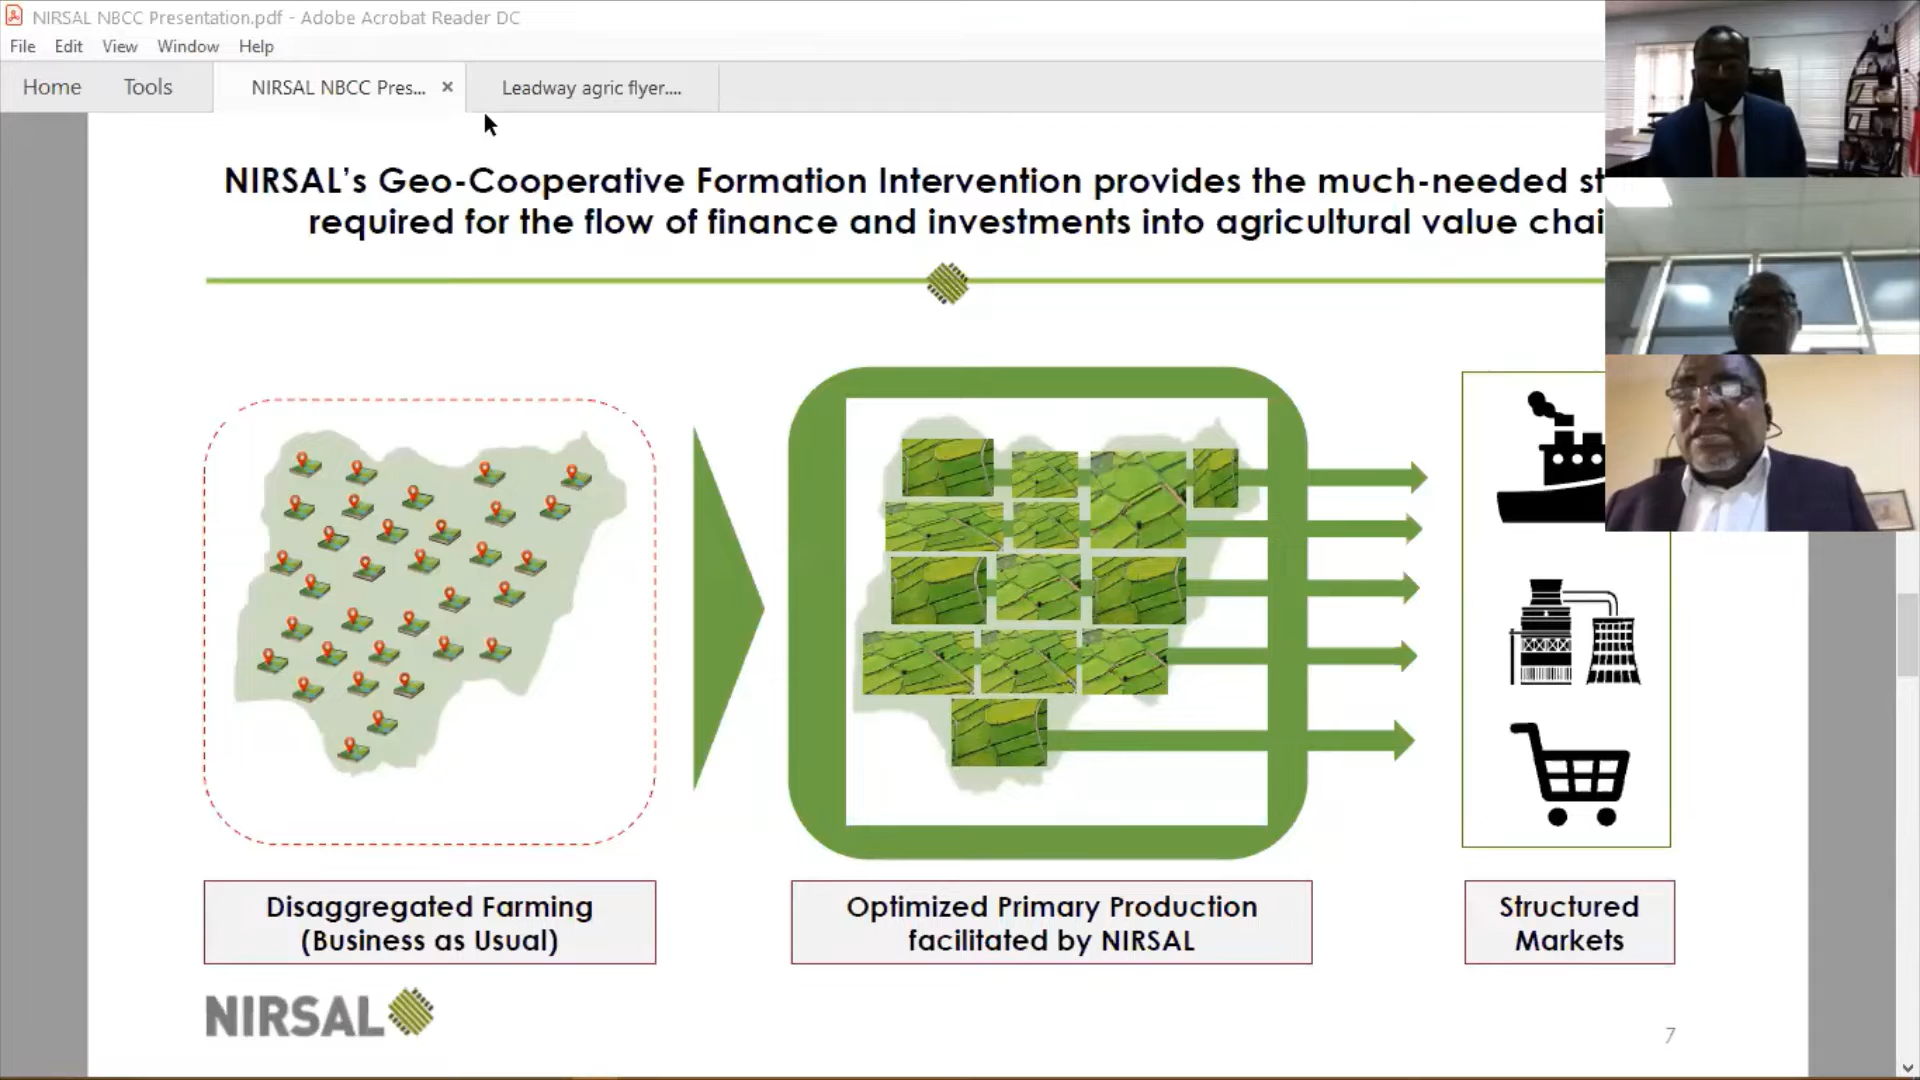 NIRSAL NBCC Presentation.pdf - Adobe Acrobat Reader DC
File Edit View Window Help
Home Tools NIRSAL NBCC Pres... × Leadway agric flyer....
NIRSAL’s Geo-Cooperative Formation Intervention provides the much-needed
required for the flow of finance and investments into agricultural value
Disaggregated Farming
(Business as Usual)
Optimized Primary Production
facilitated by NIRSAL
Structured
Markets
NIRSAL
7